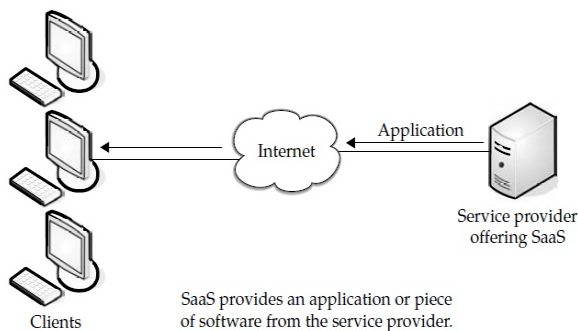 Application
Internet
Service provider
offering SaaS
Clients
SaaS provides an application or piece
of software from the service provider.